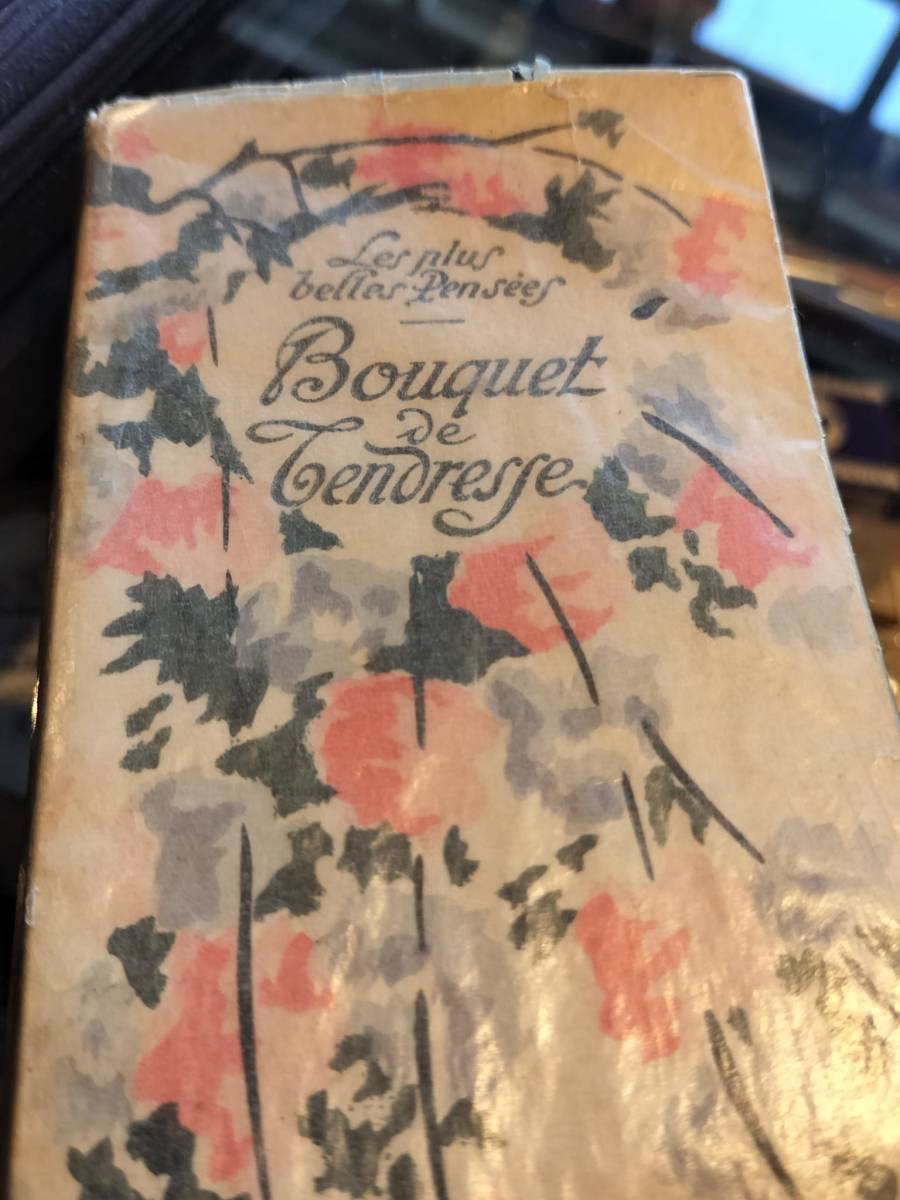 Les plus
belles Pensées
Bouquet
de
Tendresse